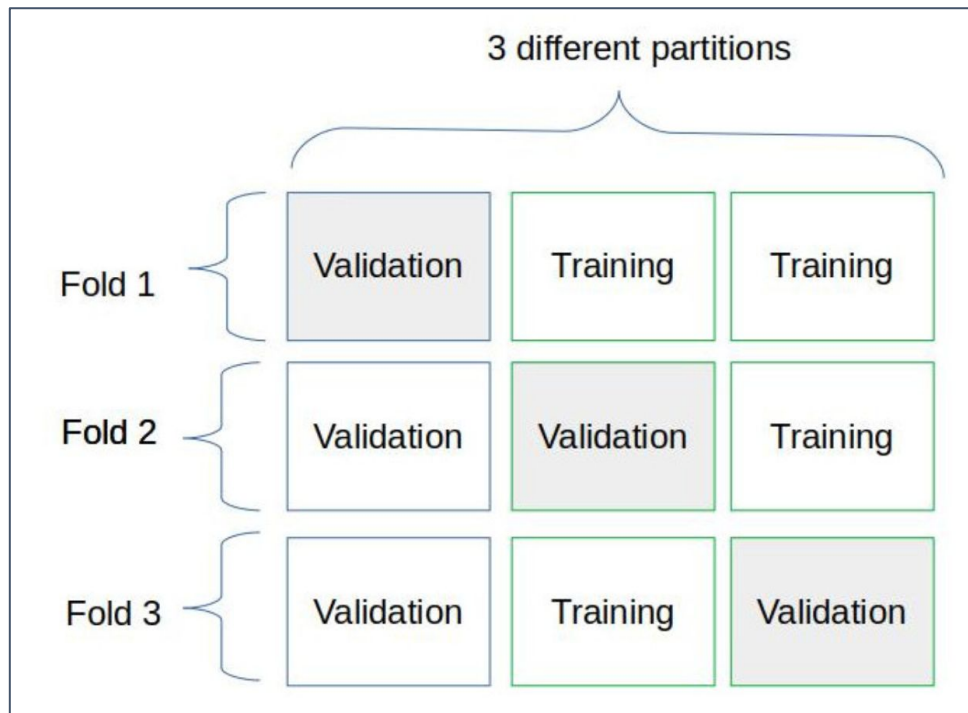 3 different partitions
Fold 1
Validation
Training
Training
Fold 2
Validation
Validation
Training
Fold 3
Validation
Training
Validation